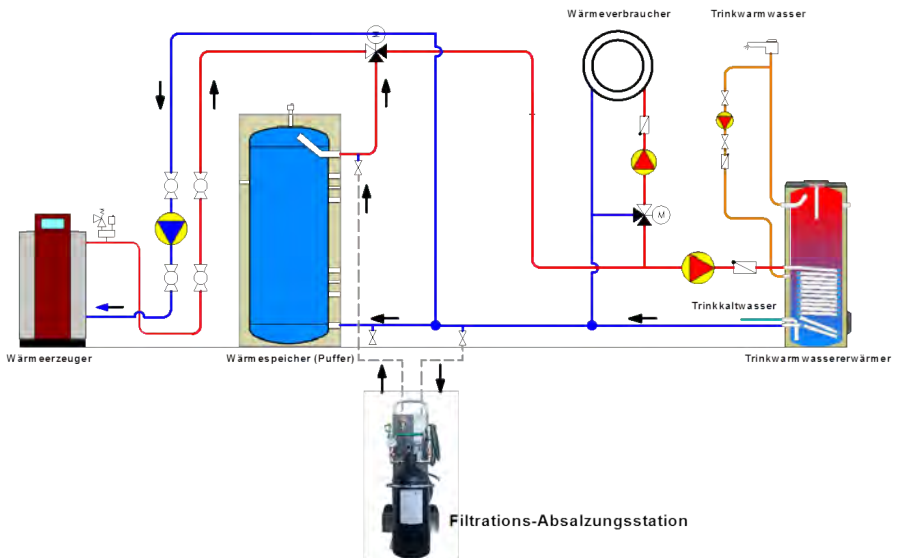 Wärmeverbraucher
Trinkwarmwasser
M
M
Trinkkaltwasser
Wärmeerzeuger
Wärmespeicher (Puffer)
Trinkwarmwassererwärmer
Filtrations-Absalzungsstation